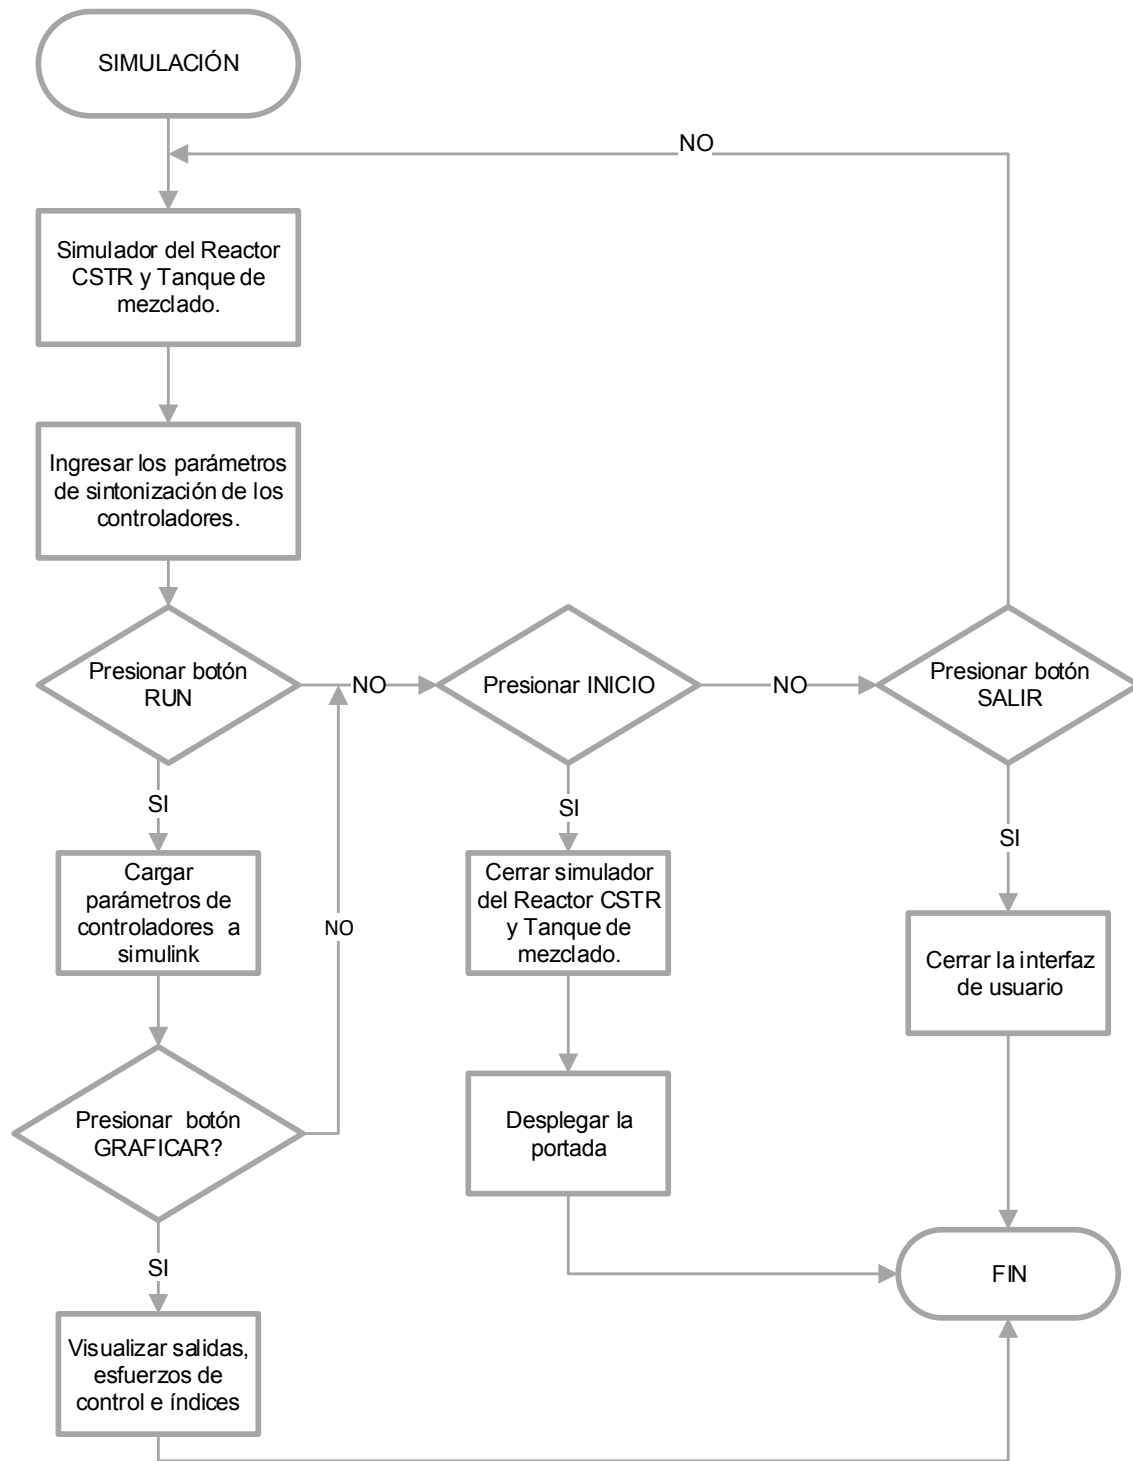 SIMULACIÓN
NO
Simulador del Reactor
CSTR y Tanque de
mezclado.
Ingresar los parámetros
de sintonización de los
controladores.
Presionar botón
RUN
NO
Presionar INICIO
NO
Presionar botón
SALIR
SI
Cargar
parámetros de
controladores a
simulink
NO
SI
Cerrar simulador
del Reactor CSTR
y Tanque de
mezclado.
SI
Cerrar la interfaz
de usuario
Presionar botón
GRAFICAR?
Desplegar la
portada
SI
FIN
Visualizar salidas,
esfuerzos de
control e índices